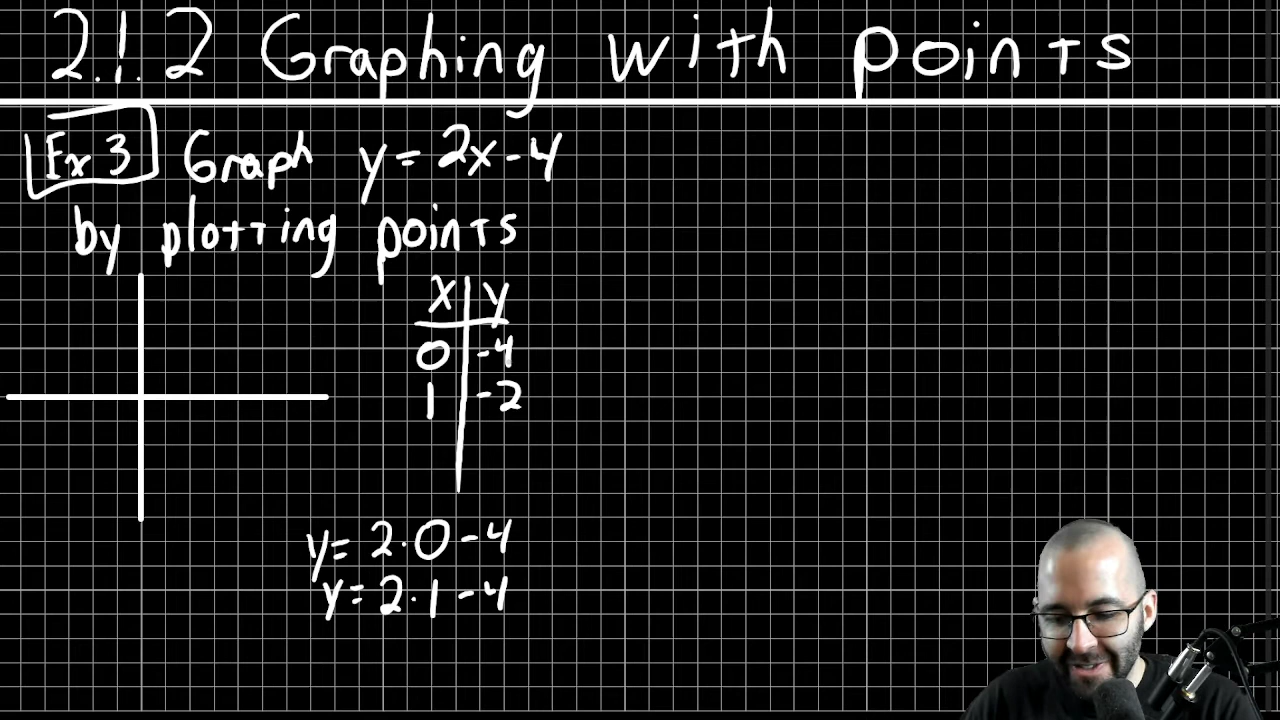 2.1.2 Graphing with points
Ex 3 Graph y = 2x - 4
by plotting points
x y
0 -4
1 -2
y = 2·0 - 4
y = 2·1 - 4